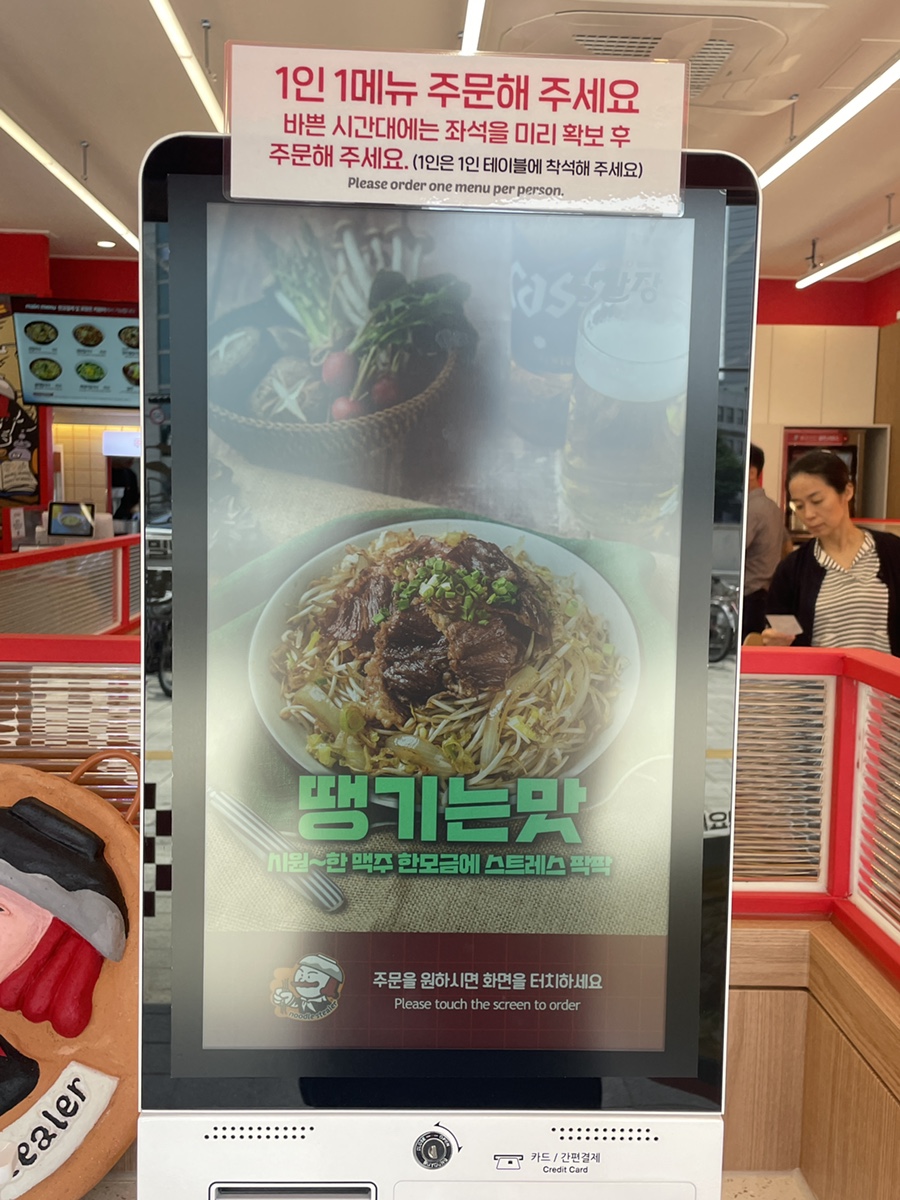 1인 1메뉴 주문해 주세요
바쁜 시간대에는 좌석을 미리 확보 후
주문해 주세요. (1인은 1인 테이블에 착석해 주세요)
Please order one menu per person.
땡기는맛
시원~한 맥주 한모금에 스트레스 팍팍
noodle stealer
주문을 원하시면 화면을 터치하세요
Please touch the screen to order
ealer
카드 / 간편결제
Credit Card